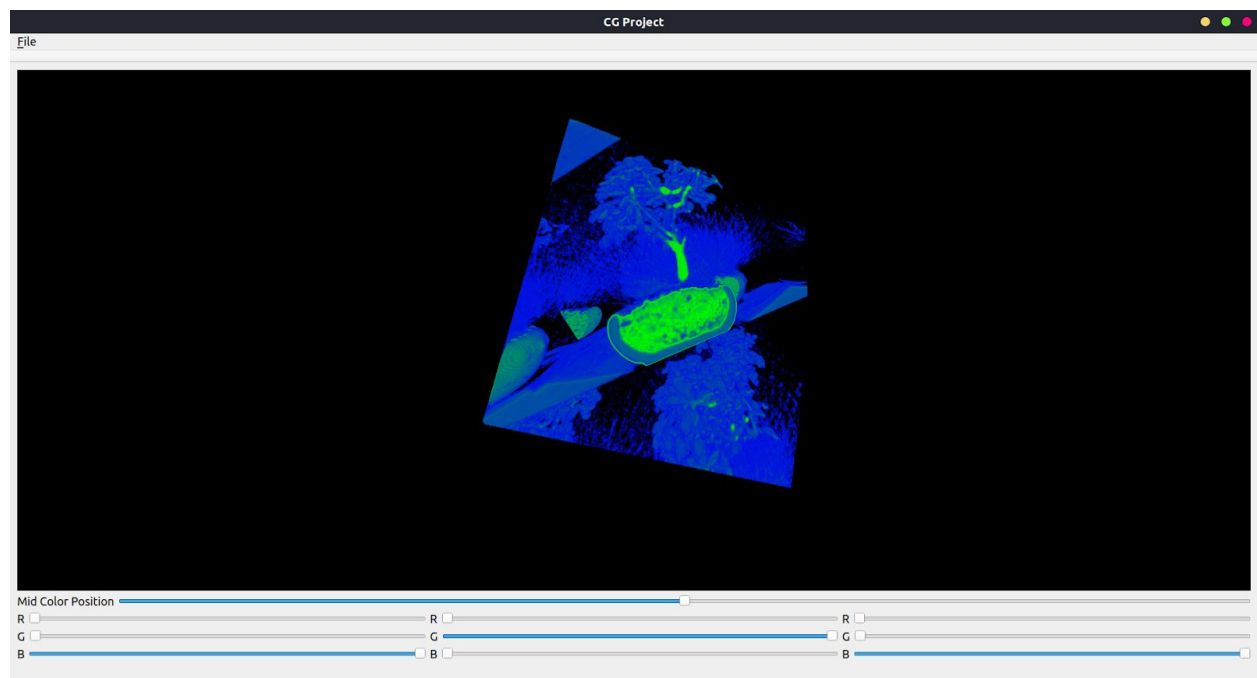 CG Project
File
Mid Color Position
R R R
G G G
B B B